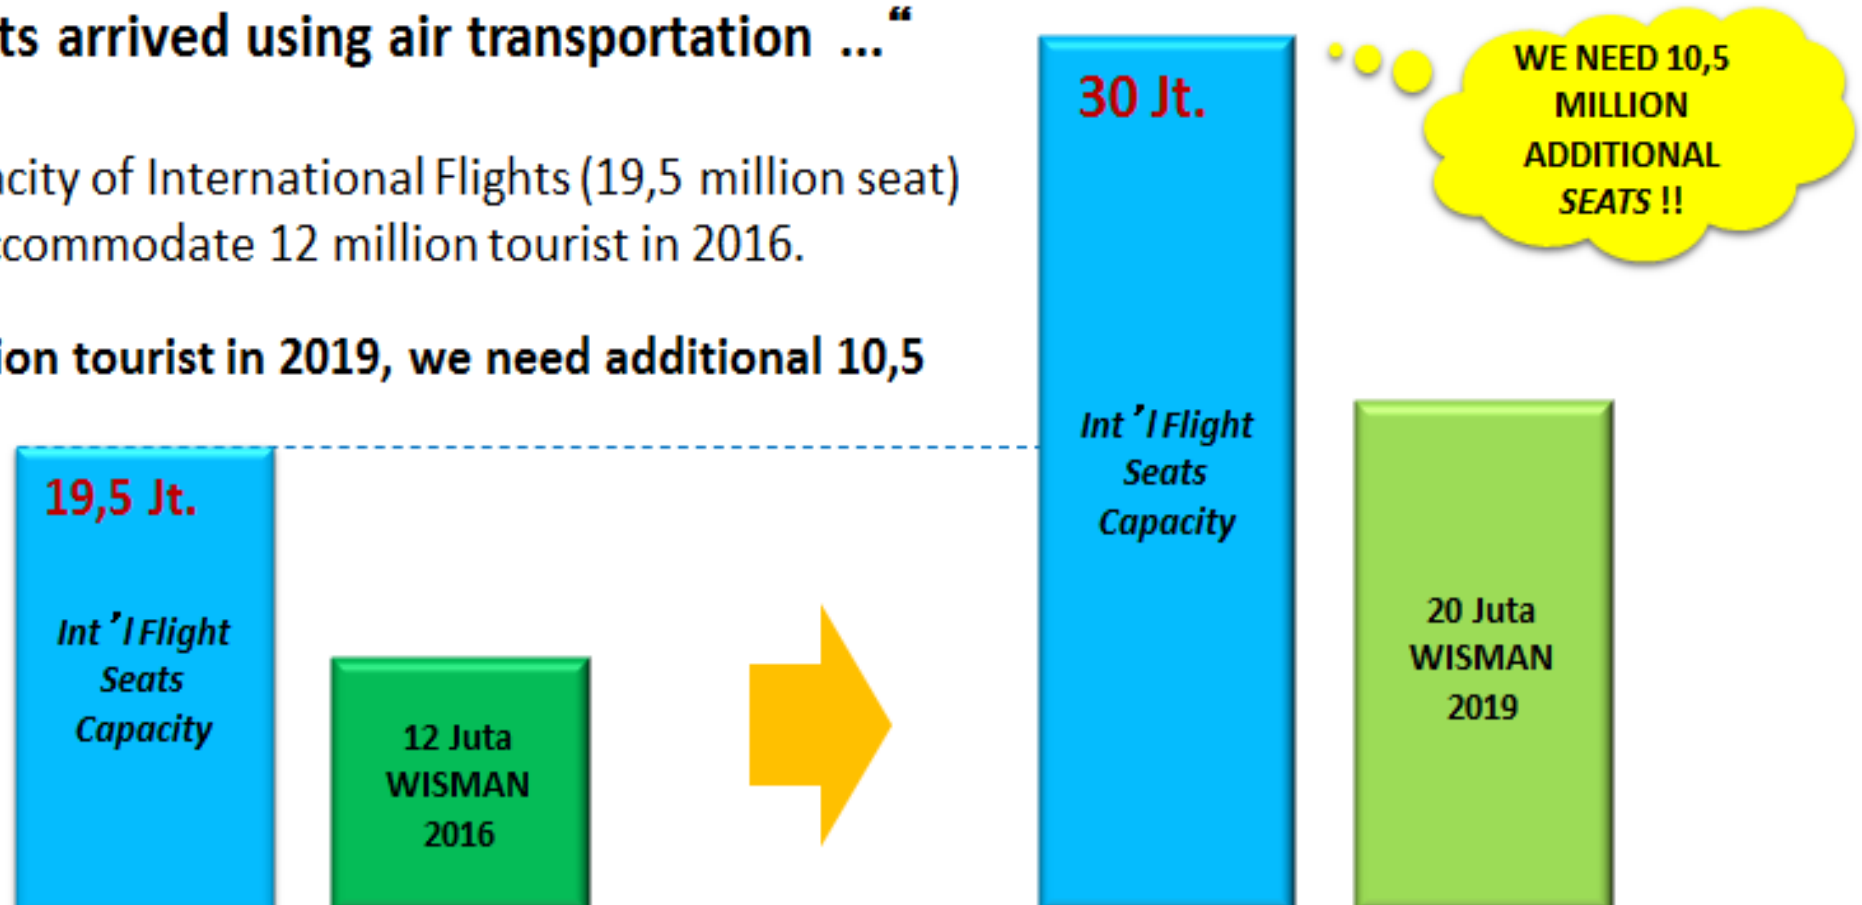 ts arrived using air transportation ...“
acity of International Flights (19,5 million seat)
ccommodate 12 million tourist in 2016.
ion tourist in 2019, we need additional 10,5
19,5 Jt.
Int ’l Flight
Seats
Capacity
12 Juta
WISMAN
2016
30 Jt.
Int ’l Flight
Seats
Capacity
20 Juta
WISMAN
2019
WE NEED 10,5
MILLION
ADDITIONAL
SEATS !!